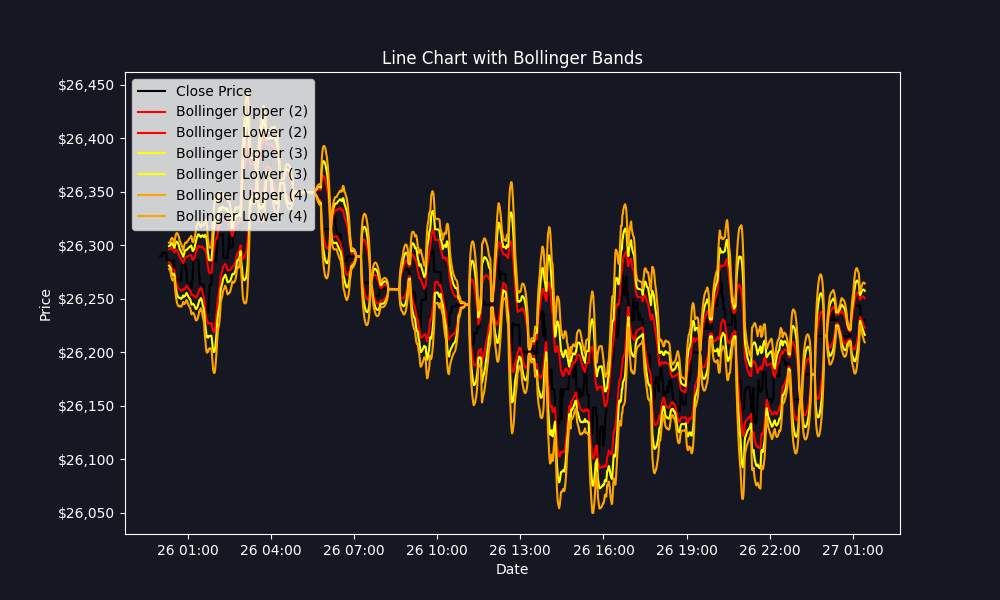 Line Chart with Bollinger Bands
$26,450
$26,400
$26,350
$26,300
$26,250
$26,200
$26,150
$26,100
$26,050
Price
Close Price
Bollinger Upper (2)
Bollinger Lower (2)
Bollinger Upper (3)
Bollinger Lower (3)
Bollinger Upper (4)
Bollinger Lower (4)
26 01:00 26 04:00 26 07:00 26 10:00 26 13:00 26 16:00 26 19:00 26 22:00 27 01:00
Date